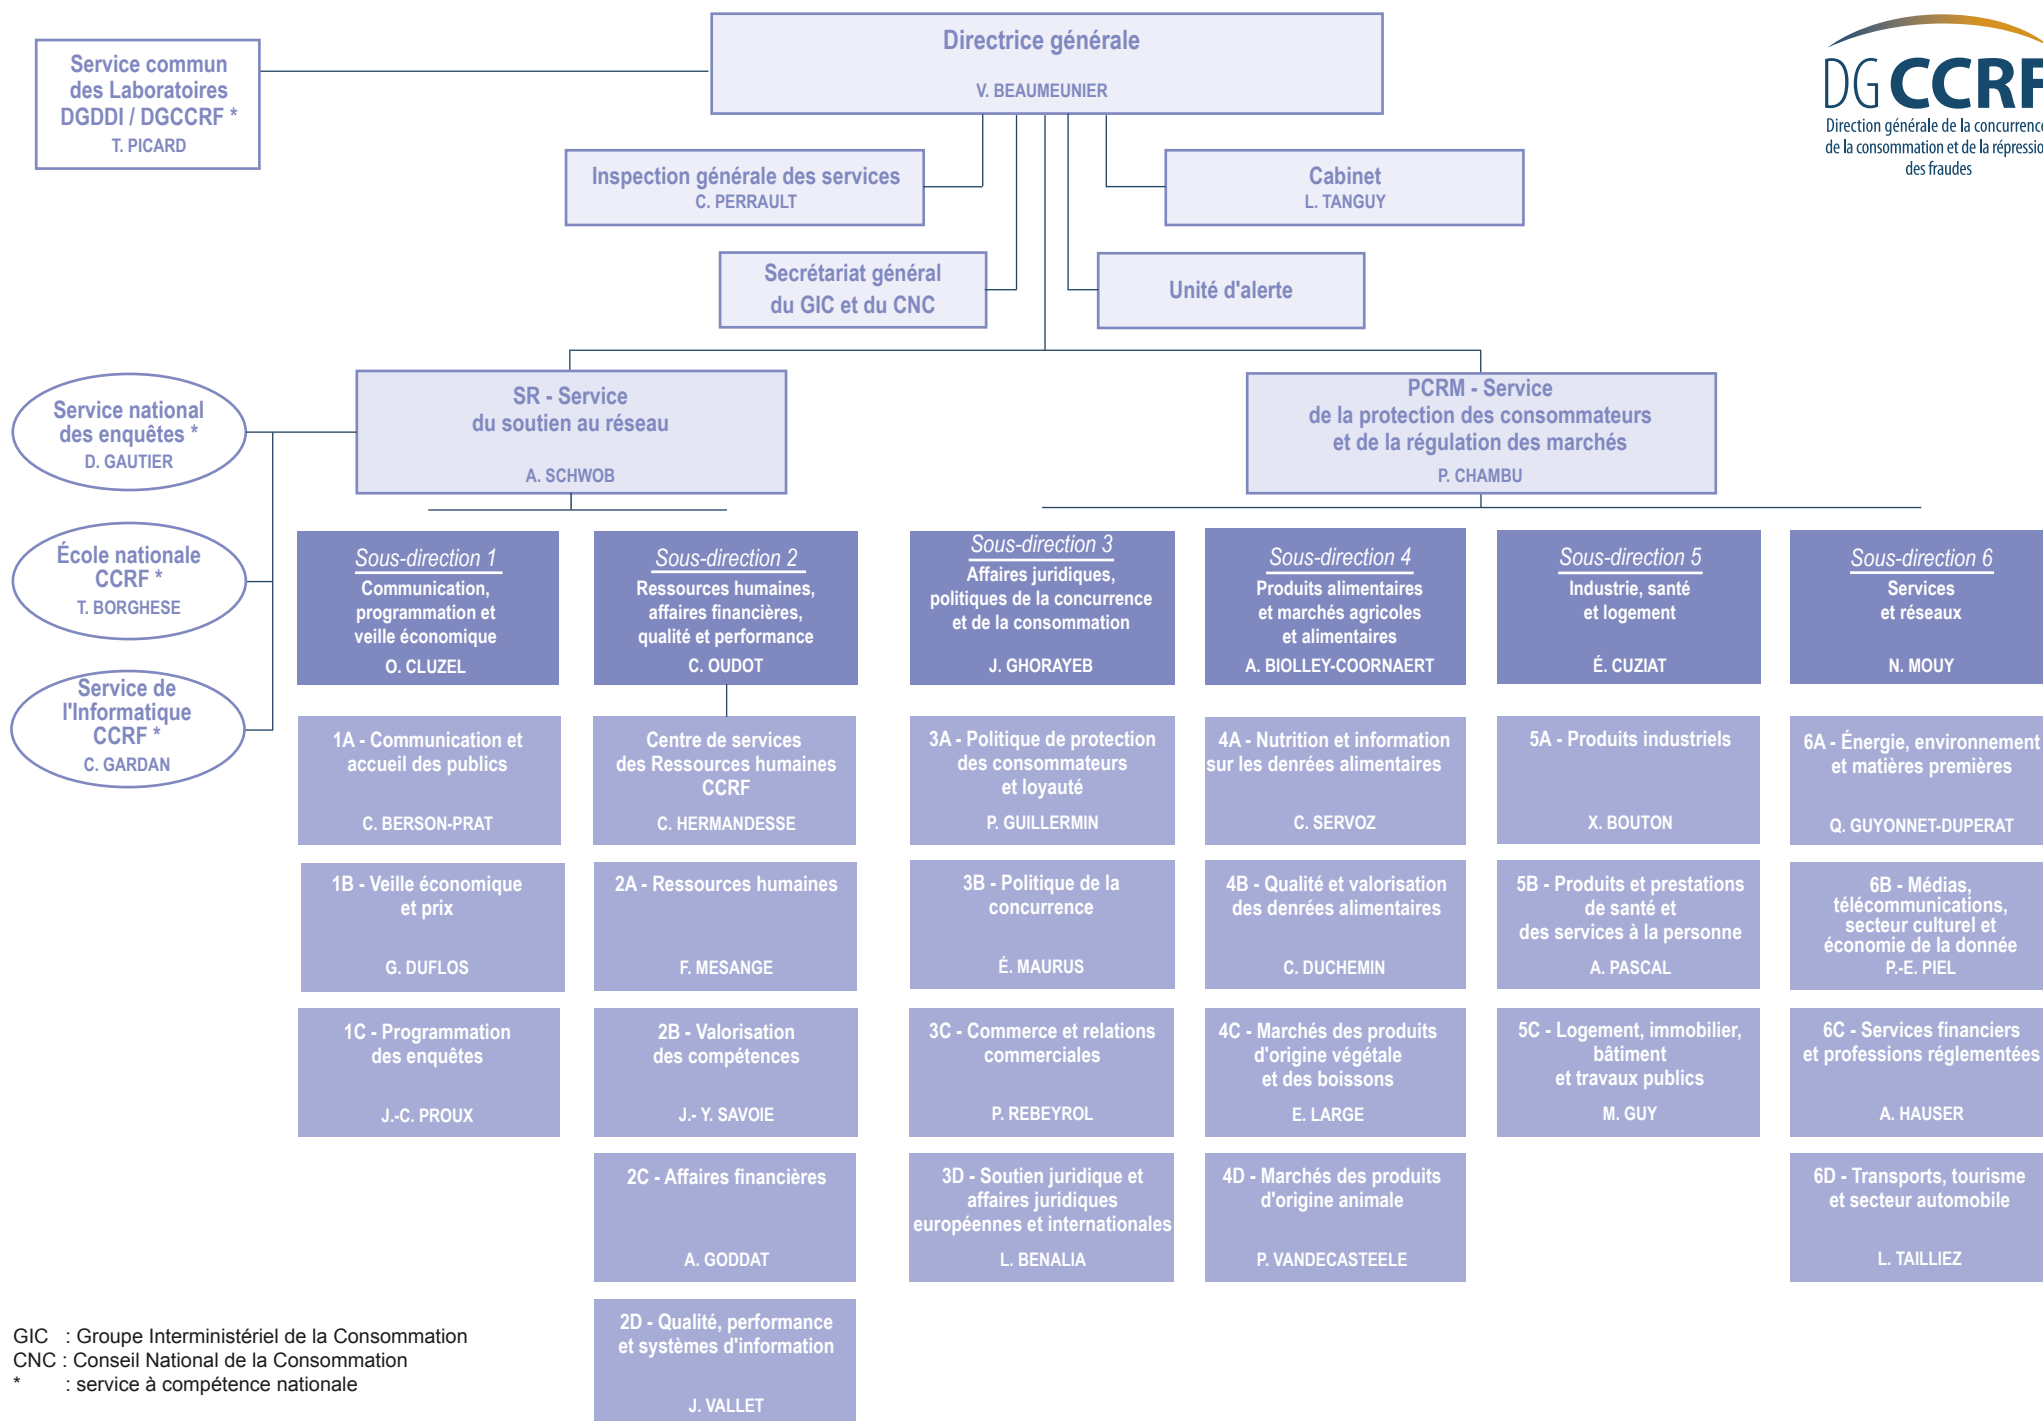 Directrice générale
V. BEAUMEUNIER
Service commun
des Laboratoires
DGDDI / DGCCRF *
T. PICARD
DG CCRF
Direction générale de la concurrence
de la consommation et de la répressio
des fraudes
Inspection générale des services
C. PERRAULT
Cabinet
L. TANGUY
Secrétariat général
du GIC et du CNC
Unité d'alerte
SR - Service
du soutien au réseau
A. SCHWOB
PCRM - Service
de la protection des consommateurs
et de la régulation des marchés
P. CHAMBU
Service national
des enquêtes *
D. GAUTIER
École nationale
CCRF *
T. BORGHESE
Service de
l'Informatique
CCRF *
C. GARDAN
Sous-direction 1
Communication,
programmation et
veille économique
O. CLUZEL
1A - Communication et
accueil des publics
C. BERSON-PRAT
1B - Veille économique
et prix
G. DUFLOS
1C - Programmation
des enquêtes
J.-C. PROUX
Sous-direction 2
Ressources humaines,
affaires financières,
qualité et performance
C. OUDOT
Centre de services
des Ressources humaines
CCRF
C. HERMANDESSE
2A - Ressources humaines
F. MESANGE
2B - Valorisation
des compétences
J.- Y. SAVOIE
2C - Affaires financières
A. GODDAT
2D - Qualité, performance
et systèmes d'information
J. VALLET
Sous-direction 3
Affaires juridiques,
politiques de la concurrence
et de la consommation
J. GHORAYEB
3A - Politique de protection
des consommateurs
et loyauté
P. GUILLERMIN
3B - Politique de la
concurrence
É. MAURUS
3C - Commerce et relations
commerciales
P. REBEYROL
3D - Soutien juridique et
affaires juridiques
européennes et internationales
L. BENALIA
Sous-direction 4
Produits alimentaires
et marchés agricoles
et alimentaires
A. BIOLLEY-COORNAERT
4A - Nutrition et information
sur les denrées alimentaires
C. SERVOZ
4B - Qualité et valorisation
des denrées alimentaires
C. DUCHEMIN
4C - Marchés des produits
d'origine végétale
et des boissons
E. LARGE
4D - Marchés des produits
d'origine animale
P. VANDECASTEELE
Sous-direction 5
Industrie, santé
et logement
É. CUZIAT
5A - Produits industriels
X. BOUTON
5B - Produits et prestations
de santé et
des services à la personne
A. PASCAL
5C - Logement, immobilier,
bâtiment
et travaux publics
M. GUY
Sous-direction 6
Services
et réseaux
N. MOUY
6A - Énergie, environnement
et matières premières
Q. GUYONNET-DUPERAT
6B - Médias,
télécommunications,
secteur culturel et
économie de la donnée
P.-E. PIEL
6C - Services financiers
et professions réglementées
A. HAUSER
6D - Transports, tourisme
et secteur automobile
L. TAILLIEZ
GIC : Groupe Interministériel de la Consommation
CNC : Conseil National de la Consommation
* : service à compétence nationale